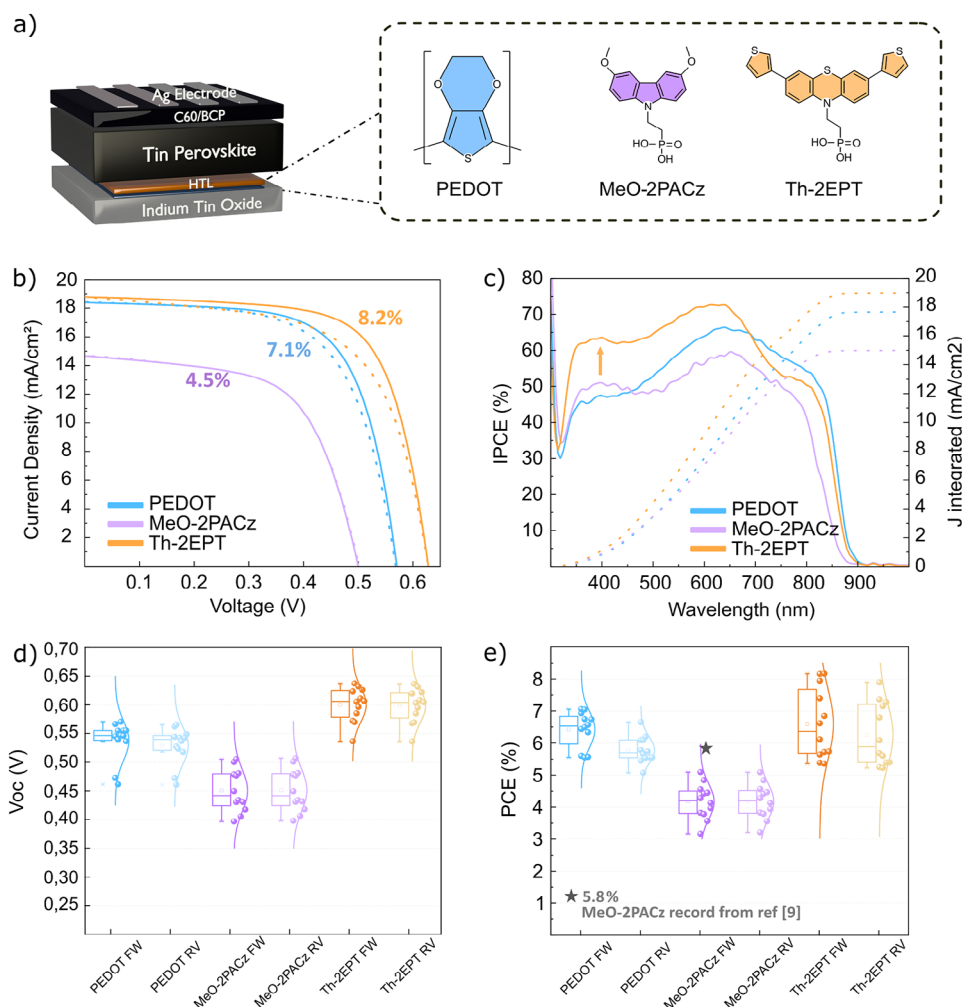 a)
Ag Electrode
C60/BCP
Tin Perovskite
HTL
Indium Tin Oxide
O
O
S
PEDOT
O
O
N
HO-P=O
OH
MeO-2PACz
S
S
S
N
HO-P=O
OH
Th-2EPT
b)
Current Density (mA/cm²)
20
18
16
14
12
10
8
6
4
2
8.2%
7.1%
4.5%
PEDOT
MeO-2PACz
Th-2EPT
0.1 0.2 0.3 0.4 0.5 0.6
Voltage (V)
c)
IPCE (%)
80
70
60
50
40
30
20
10
PEDOT
MeO-2PACz
Th-2EPT
400 500 600 700 800 900
Wavelength (nm)
20
18
16
14
12
10
8
6
4
2
0
J integrated (mA/cm2)
d)
Voc (V)
0,70
0,65
0,60
0,55
0,50
0,45
0,40
0,35
0,30
0,25
PEDOT FW
PEDOT RV
MeO-2PACz FW
MeO-2PACz RV
Th-2EPT FW
Th-2EPT RV
e)
PCE (%)
8
7
6
5
4
3
2
1
★ 5.8%
MeO-2PACz record from ref [9]
PEDOT FW
PEDOT RV
MeO-2PACz FW
MeO-2PACz RV
Th-2EPT FW
Th-2EPT RV